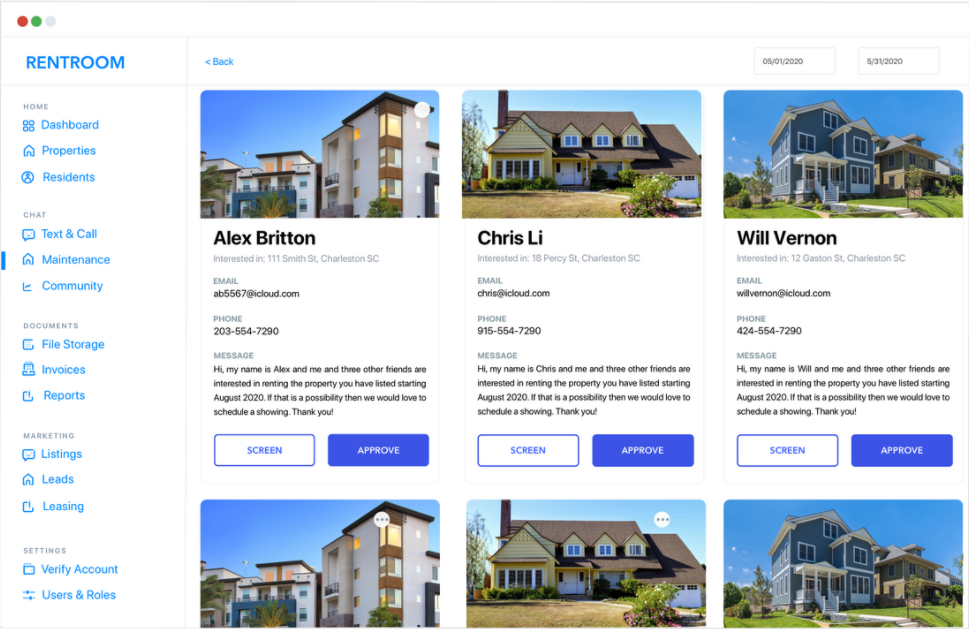 RENTROOM
< Back
05/01/2020
5/31/2020
HOME
Dashboard
Properties
Residents
CHAT
Text & Call
Maintenance
Community
DOCUMENTS
File Storage
Invoices
Reports
MARKETING
Listings
Leads
Leasing
SETTINGS
Verify Account
Users & Roles
Alex Britton
Interested in: 111 Smith St, Charleston SC
EMAIL
ab5567@icloud.com
PHONE
203-554-7290
MESSAGE
Hi, my name is Alex and me and three other friends are
interested in renting the property you have listed starting
August 2020. If that is a possibility then we would love to
schedule a showing. Thank you!
SCREEN
APPROVE
Chris Li
Interested in: 18 Percy St, Charleston SC
EMAIL
chris@icloud.com
PHONE
915-554-7290
MESSAGE
Hi, my name is Chris and me and three other friends are
interested in renting the property you have listed starting
August 2020. If that is a possibility then we would love to
schedule a showing. Thank you!
SCREEN
APPROVE
Will Vernon
Interested in: 12 Gaston St, Charleston SC
EMAIL
willvernon@icloud.com
PHONE
424-554-7290
MESSAGE
Hi, my name is Will and me and three other friends are
interested in renting the property you have listed starting
August 2020. If that is a possibility then we would love to
schedule a showing. Thank you!
SCREEN
APPROVE